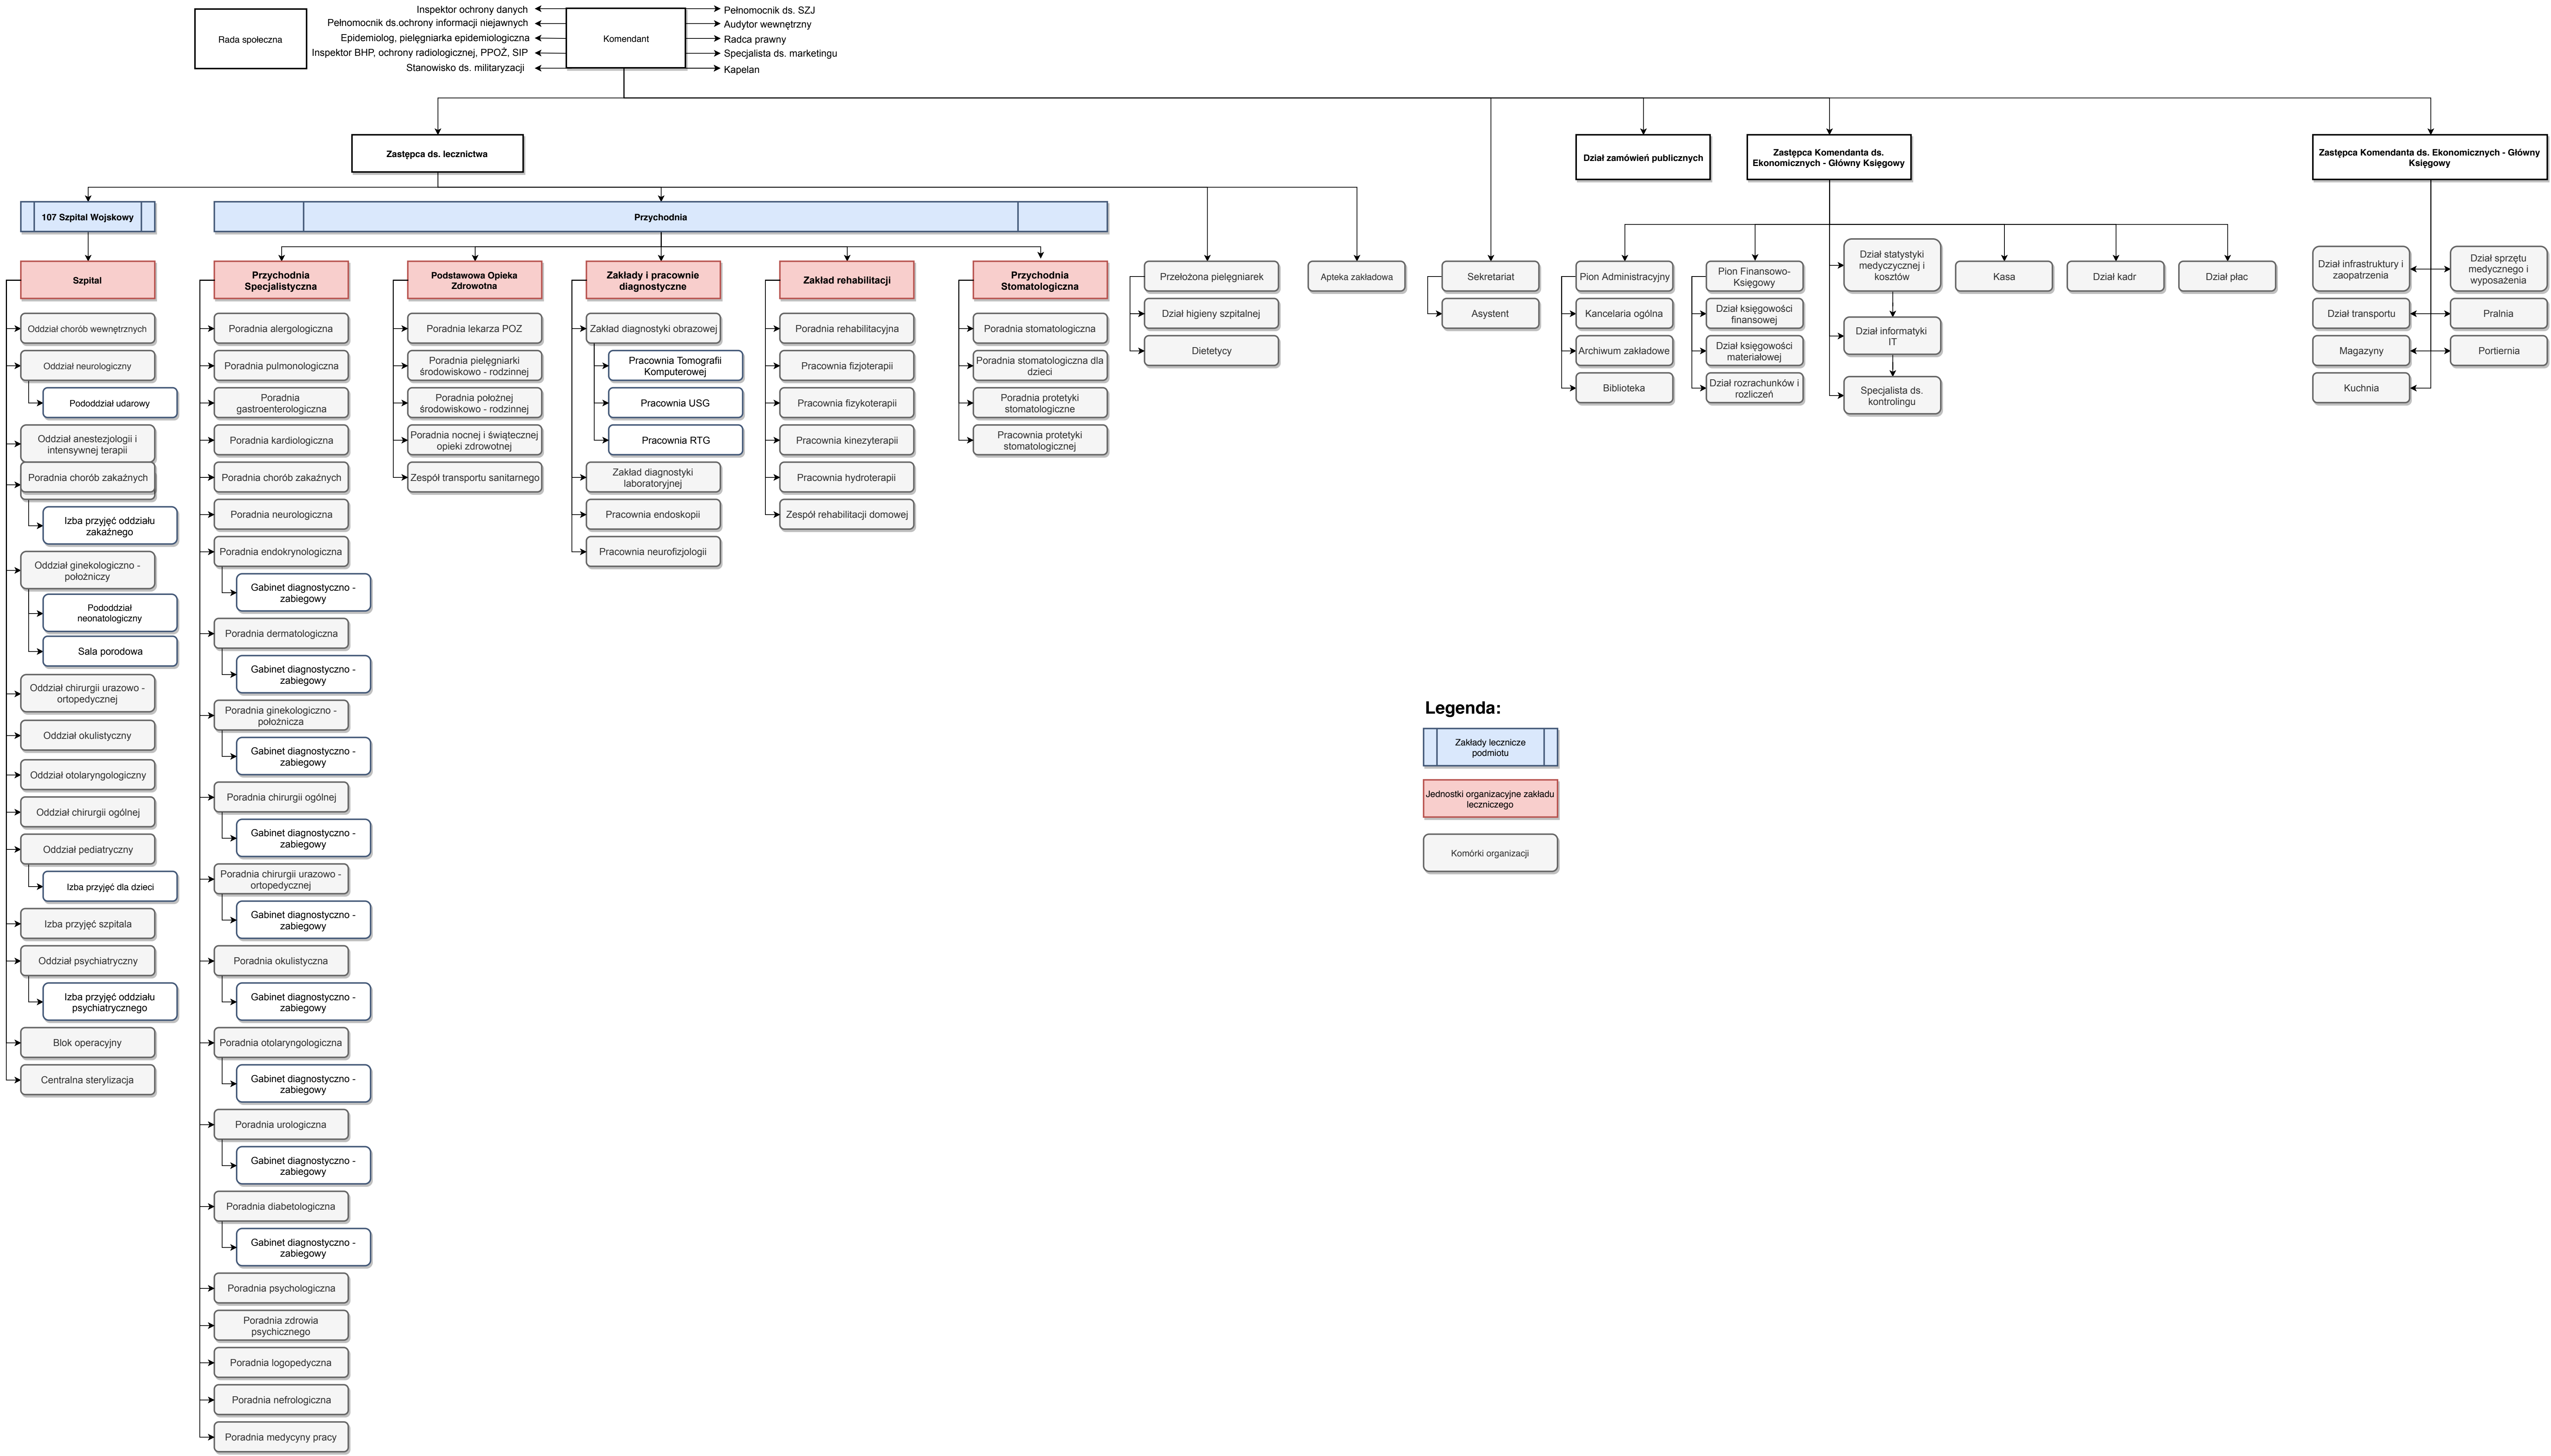 Rada społeczna
Inspektor ochrony danych
Pełnomocnik ds.ochrony informacji niejawnych
Epidemiolog, pielęgniarka epidemiologiczna
Inspektor BHP, ochrony radiologicznej, PPOŻ, SIP
Stanowisko ds. militaryzacji
Komendant
Pełnomocnik ds. SZJ
Audytor wewnętrzny
Radca prawny
Specjalista ds. marketingu
Kapelan
Zastępca ds. lecznictwa
Dział zamówień publicznych
Zastępca Komendanta ds.
Ekonomicznych - Główny Księgowy
Zastępca Komendanta ds. Ekonomicznych - Główny
Księgowy
107 Szpital Wojskowy
Przychodnia
Szpital
Oddział chorób wewnętrznych
Oddział neurologiczny
Pododdział udarowy
Oddział anestezjologii i
intensywnej terapii
Poradnia chorób zakaźnych
Izba przyjęć oddziału
zakaźnego
Oddział ginekologiczno -
położniczy
Pododdział
neonatologiczny
Sala porodowa
Oddział chirurgii urazowo -
ortopedycznej
Oddział okulistyczny
Oddział otolaryngologiczny
Oddział chirurgii ogólnej
Oddział pediatryczny
Izba przyjęć dla dzieci
Izba przyjęć szpitala
Oddział psychiatryczny
Izba przyjęć oddziału
psychiatrycznego
Blok operacyjny
Centralna sterylizacja
Przychodnia
Specjalistyczna
Poradnia alergologiczna
Poradnia pulmonologiczna
Poradnia
gastroenterologiczna
Poradnia kardiologiczna
Poradnia chorób zakaźnych
Poradnia neurologiczna
Poradnia endokrynologiczna
Gabinet diagnostyczno -
zabiegowy
Poradnia dermatologiczna
Gabinet diagnostyczno -
zabiegowy
Poradnia ginekologiczno -
położnicza
Gabinet diagnostyczno -
zabiegowy
Poradnia chirurgii ogólnej
Gabinet diagnostyczno -
zabiegowy
Poradnia chirurgii urazowo -
ortopedycznej
Gabinet diagnostyczno -
zabiegowy
Poradnia okulistyczna
Gabinet diagnostyczno -
zabiegowy
Poradnia otolaryngologiczna
Gabinet diagnostyczno -
zabiegowy
Poradnia urologiczna
Gabinet diagnostyczno -
zabiegowy
Poradnia diabetologiczna
Gabinet diagnostyczno -
zabiegowy
Poradnia psychologiczna
Poradnia zdrowia
psychicznego
Poradnia logopedyczna
Poradnia nefrologiczna
Poradnia medycyny pracy
Podstawowa Opieka
Zdrowotna
Poradnia lekarza POZ
Poradnia pielęgniarki
środowiskowo - rodzinnej
Poradnia położnej
środowiskowo - rodzinnej
Poradnia nocnej i świątecznej
opieki zdrowotnej
Zespół transportu sanitarnego
Zakłady i pracownie
diagnostyczne
Zakład diagnostyki obrazowej
Pracownia Tomografii
Komputerowej
Pracownia USG
Pracownia RTG
Zakład diagnostyki
laboratoryjnej
Pracownia endoskopii
Pracownia neurofizjologii
Zakład rehabilitacji
Poradnia rehabilitacyjna
Pracownia fizjoterapii
Pracownia fizykoterapii
Pracownia kinezyterapii
Pracownia hydroterapii
Zespół rehabilitacji domowej
Przychodnia
Stomatologiczna
Poradnia stomatologiczna
Poradnia stomatologiczna dla
dzieci
Poradnia protetyki
stomatologiczne
Pracownia protetyki
stomatologicznej
Przełożona pielęgniarek
Dział higieny szpitalnej
Dietetycy
Apteka zakładowa
Sekretariat
Asystent
Pion Administracyjny
Kancelaria ogólna
Archiwum zakładowe
Biblioteka
Pion Finansowo-
Księgowy
Dział księgowości
finansowej
Dział księgowości
materiałowej
Dział rozrachunków i
rozliczeń
Dział statystyki
medyczycznej i
kosztów
Dział informatyki
IT
Specjalista ds.
kontrolingu
Kasa
Dział kadr
Dział płac
Dział infrastruktury i
zaopatrzenia
Dział transportu
Magazyny
Kuchnia
Dział sprzętu
medycznego i
wyposażenia
Pralnia
Portiernia
Legenda:
Zakłady lecznicze
podmiotu
Jednostki organizacyjne zakładu
leczniczego
Komórki organizacji